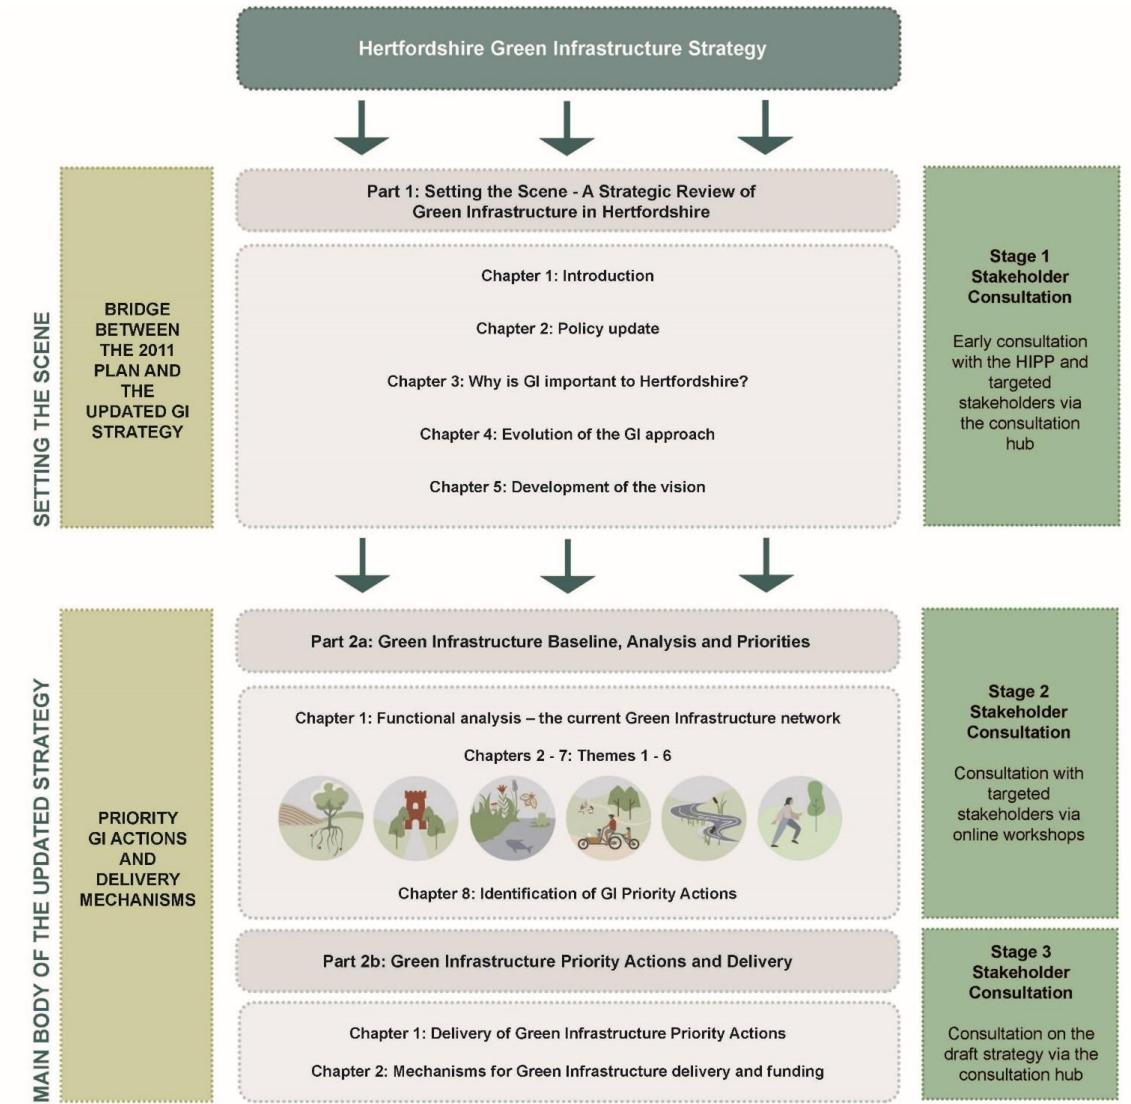 Hertfordshire Green Infrastructure Strategy
SETTING THE SCENE
BRIDGE
BETWEEN
THE 2011
PLAN AND
THE
UPDATED GI
STRATEGY
Part 1: Setting the Scene - A Strategic Review of
Green Infrastructure in Hertfordshire
Chapter 1: Introduction
Chapter 2: Policy update
Chapter 3: Why is GI important to Hertfordshire?
Chapter 4: Evolution of the GI approach
Chapter 5: Development of the vision
Stage 1
Stakeholder
Consultation
Early consultation
with the HIPP and
targeted
stakeholders via
the consultation
hub
MAIN BODY OF THE UPDATED STRATEGY
PRIORITY
GI ACTIONS
AND
DELIVERY
MECHANISMS
Part 2a: Green Infrastructure Baseline, Analysis and Priorities
Chapter 1: Functional analysis – the current Green Infrastructure network
Chapters 2 - 7: Themes 1 - 6
Chapter 8: Identification of GI Priority Actions
Stage 2
Stakeholder
Consultation
Consultation with
targeted
stakeholders via
online workshops
Part 2b: Green Infrastructure Priority Actions and Delivery
Chapter 1: Delivery of Green Infrastructure Priority Actions
Chapter 2: Mechanisms for Green Infrastructure delivery and funding
Stage 3
Stakeholder
Consultation
Consultation on the
draft strategy via the
consultation hub